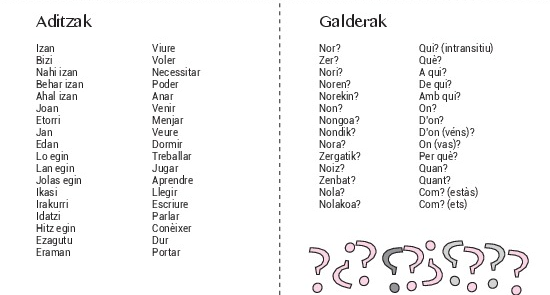 Aditzak
Izan Viure
Bizi Voler
Nahi izan Necessitar
Behar izan Poder
Ahal izan Anar
Joan Venir
Etorri Menjar
Jan Veure
Edan Dormir
Lo egin Treballar
Lan egin Jugar
Jolas egin Aprendre
Ikasi Llegir
Irakurri Escriure
Idatzi Parlar
Hitz egin Conèixer
Ezagutu Dur
Eraman Portar
Galderak
Nor? Qui? (intransitiu)
Zer? Què?
Nori? A qui?
Noren? De qui?
Norekin? Amb qui?
Non? On?
Nongoa? D'on?
Nondik? D'on (véns)?
Nora? On (vas)?
Zergatik? Per què?
Noiz? Quan?
Zenbat? Quant?
Nola? Com? (estàs)
Nolakoa? Com? (ets)